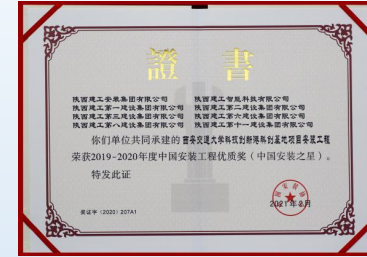 證書
陕西建工安装集团有限公司 陕西建工智能科技有限公司
陕西建工第一建设集团有限公司 陕西建工第二建设集团有限公司
陕西建工第三建设集团有限公司 陕西建工第六建设集团有限公司
陕西建工第八建设集团有限公司 陕西建工第十一建设集团有限公司
你们单位共同承建的西安交通大学科技创新港科创基地项目安装工程
荣获2019-2020年度中国安装工程优质奖（中国安装之星）。
特发此证
奖证字（2020）207A1
2021年2月